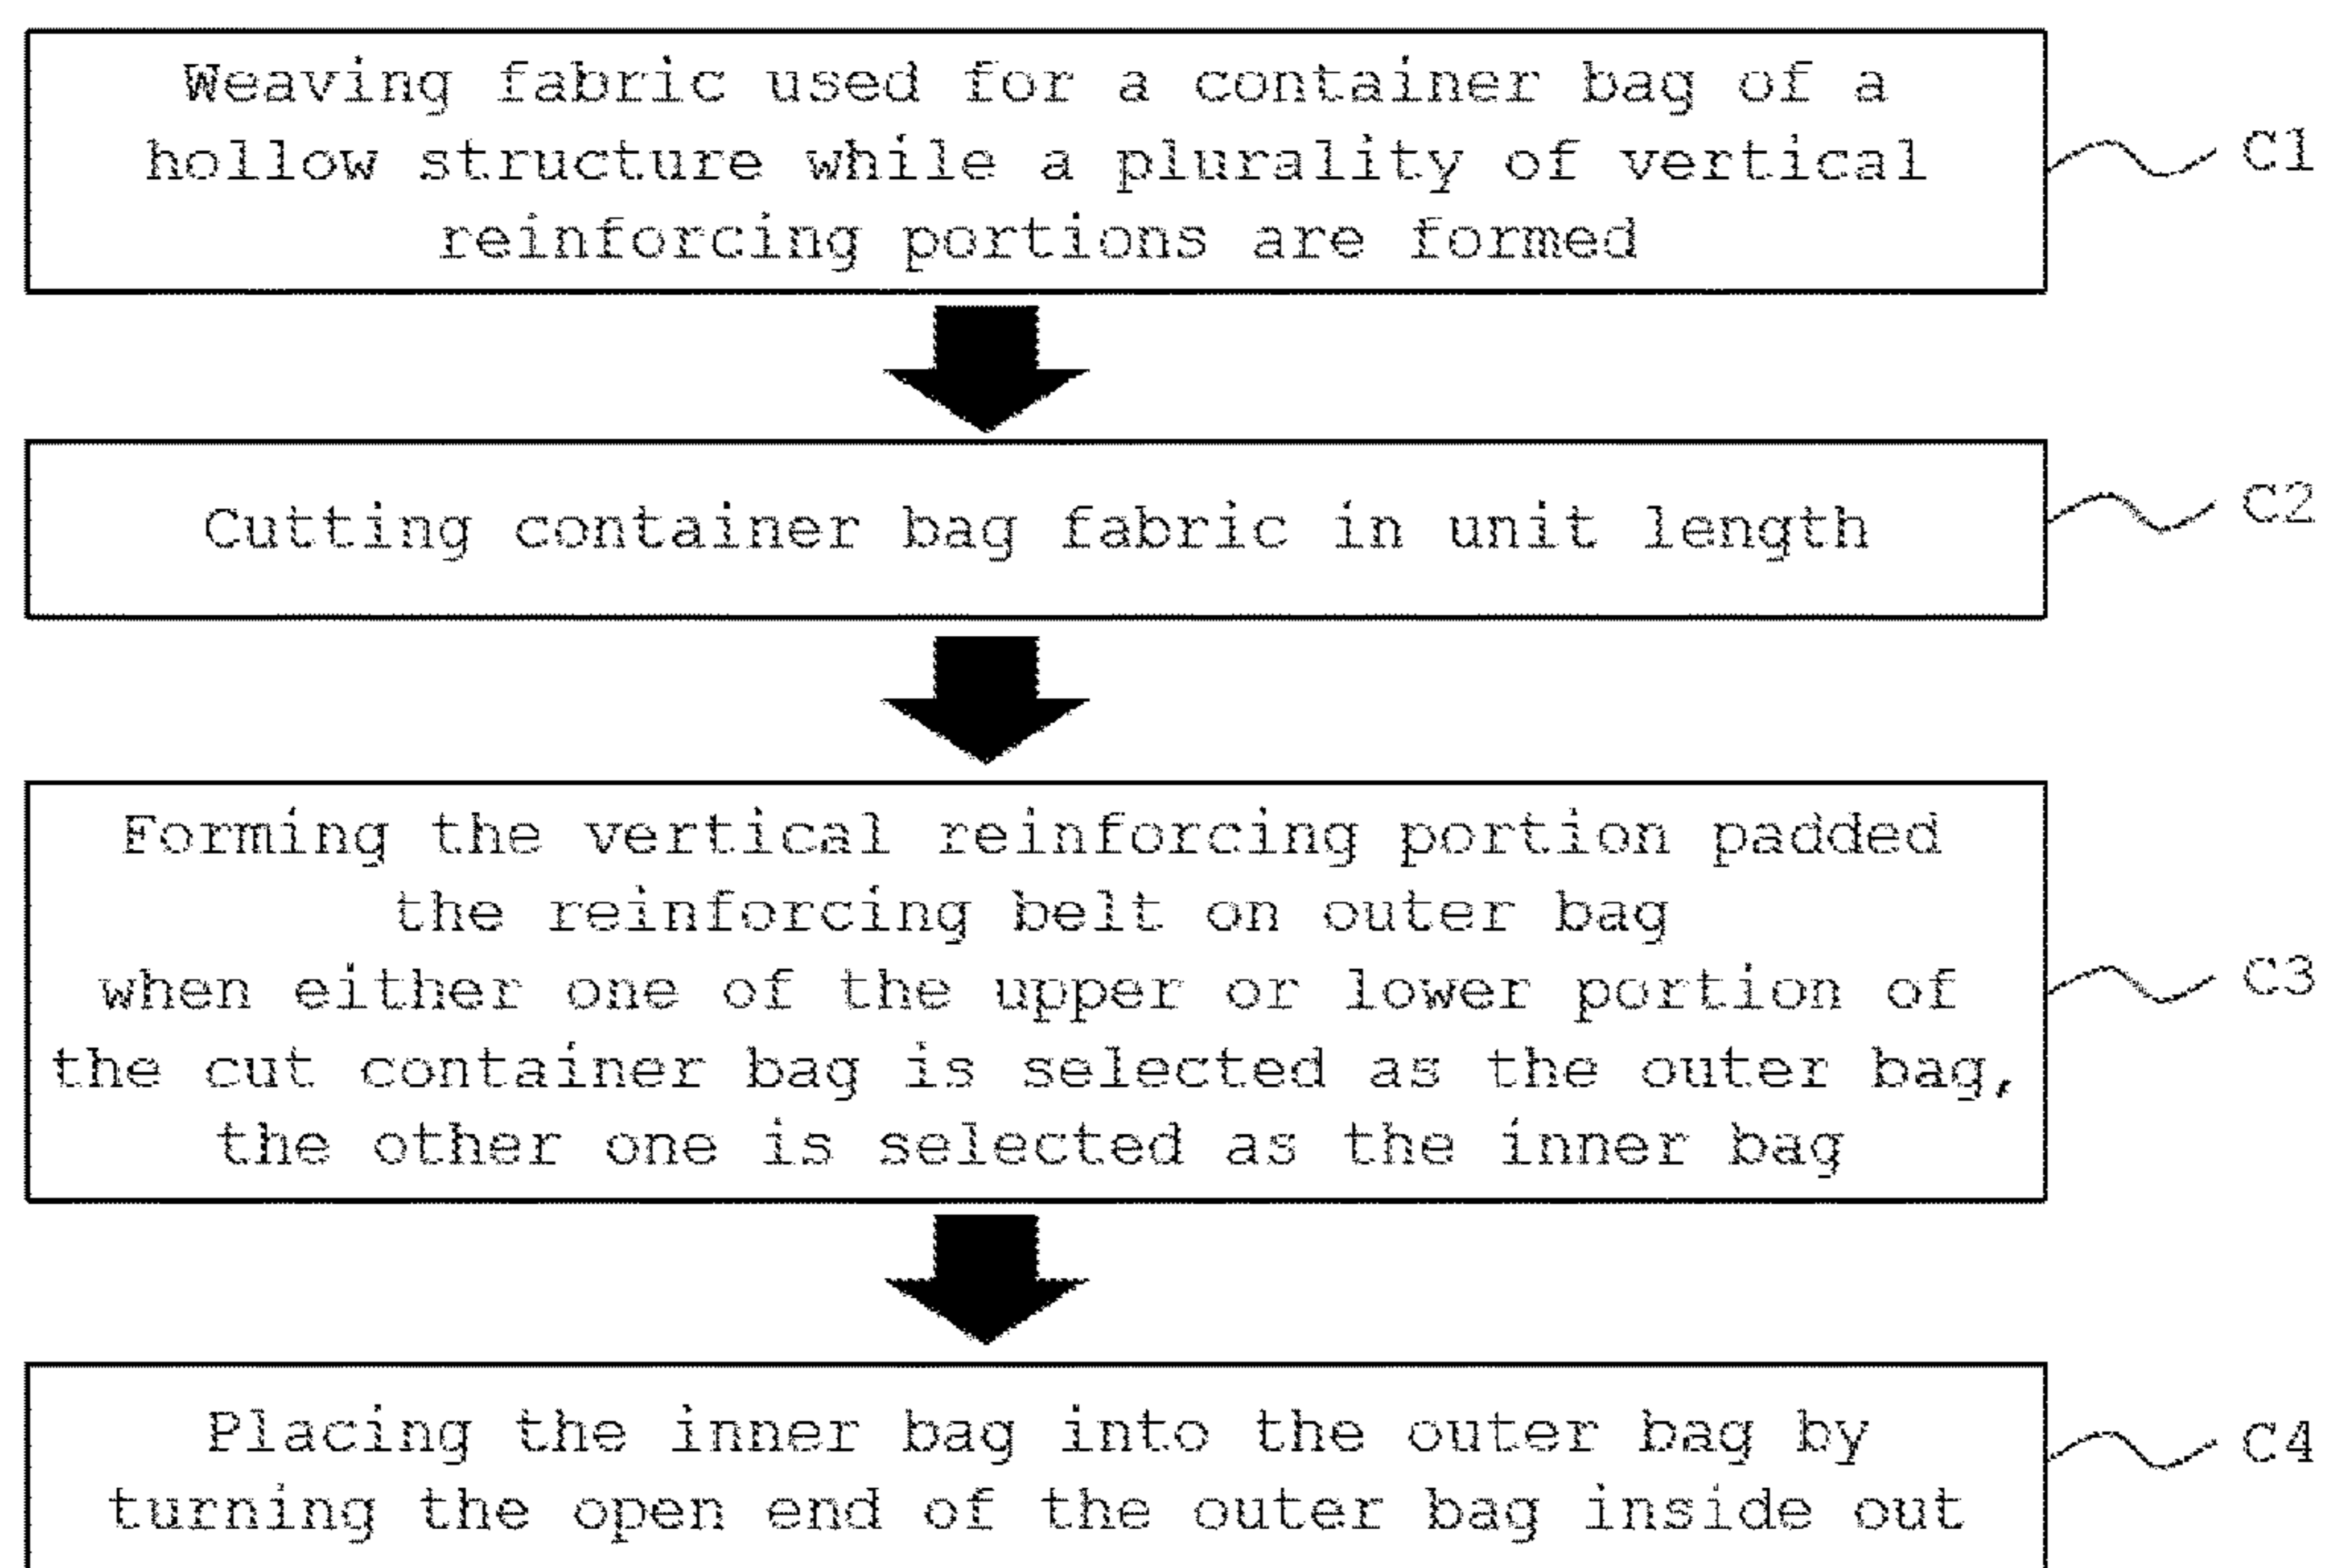 Weaving fabric used for a container bag of a
hollow structure while a plurality of vertical
reinforcing portions are formed
C1
Cutting container bag fabric in unit length
C2
Forming the vertical reinforcing portion padded
the reinforcing belt on outer bag
when either one of the upper or lower portion of
the cut container bag is selected as the outer bag,
the other one is selected as the inner bag
C3
Placing the inner bag into the outer bag by
turning the open end of the outer bag inside out
C4